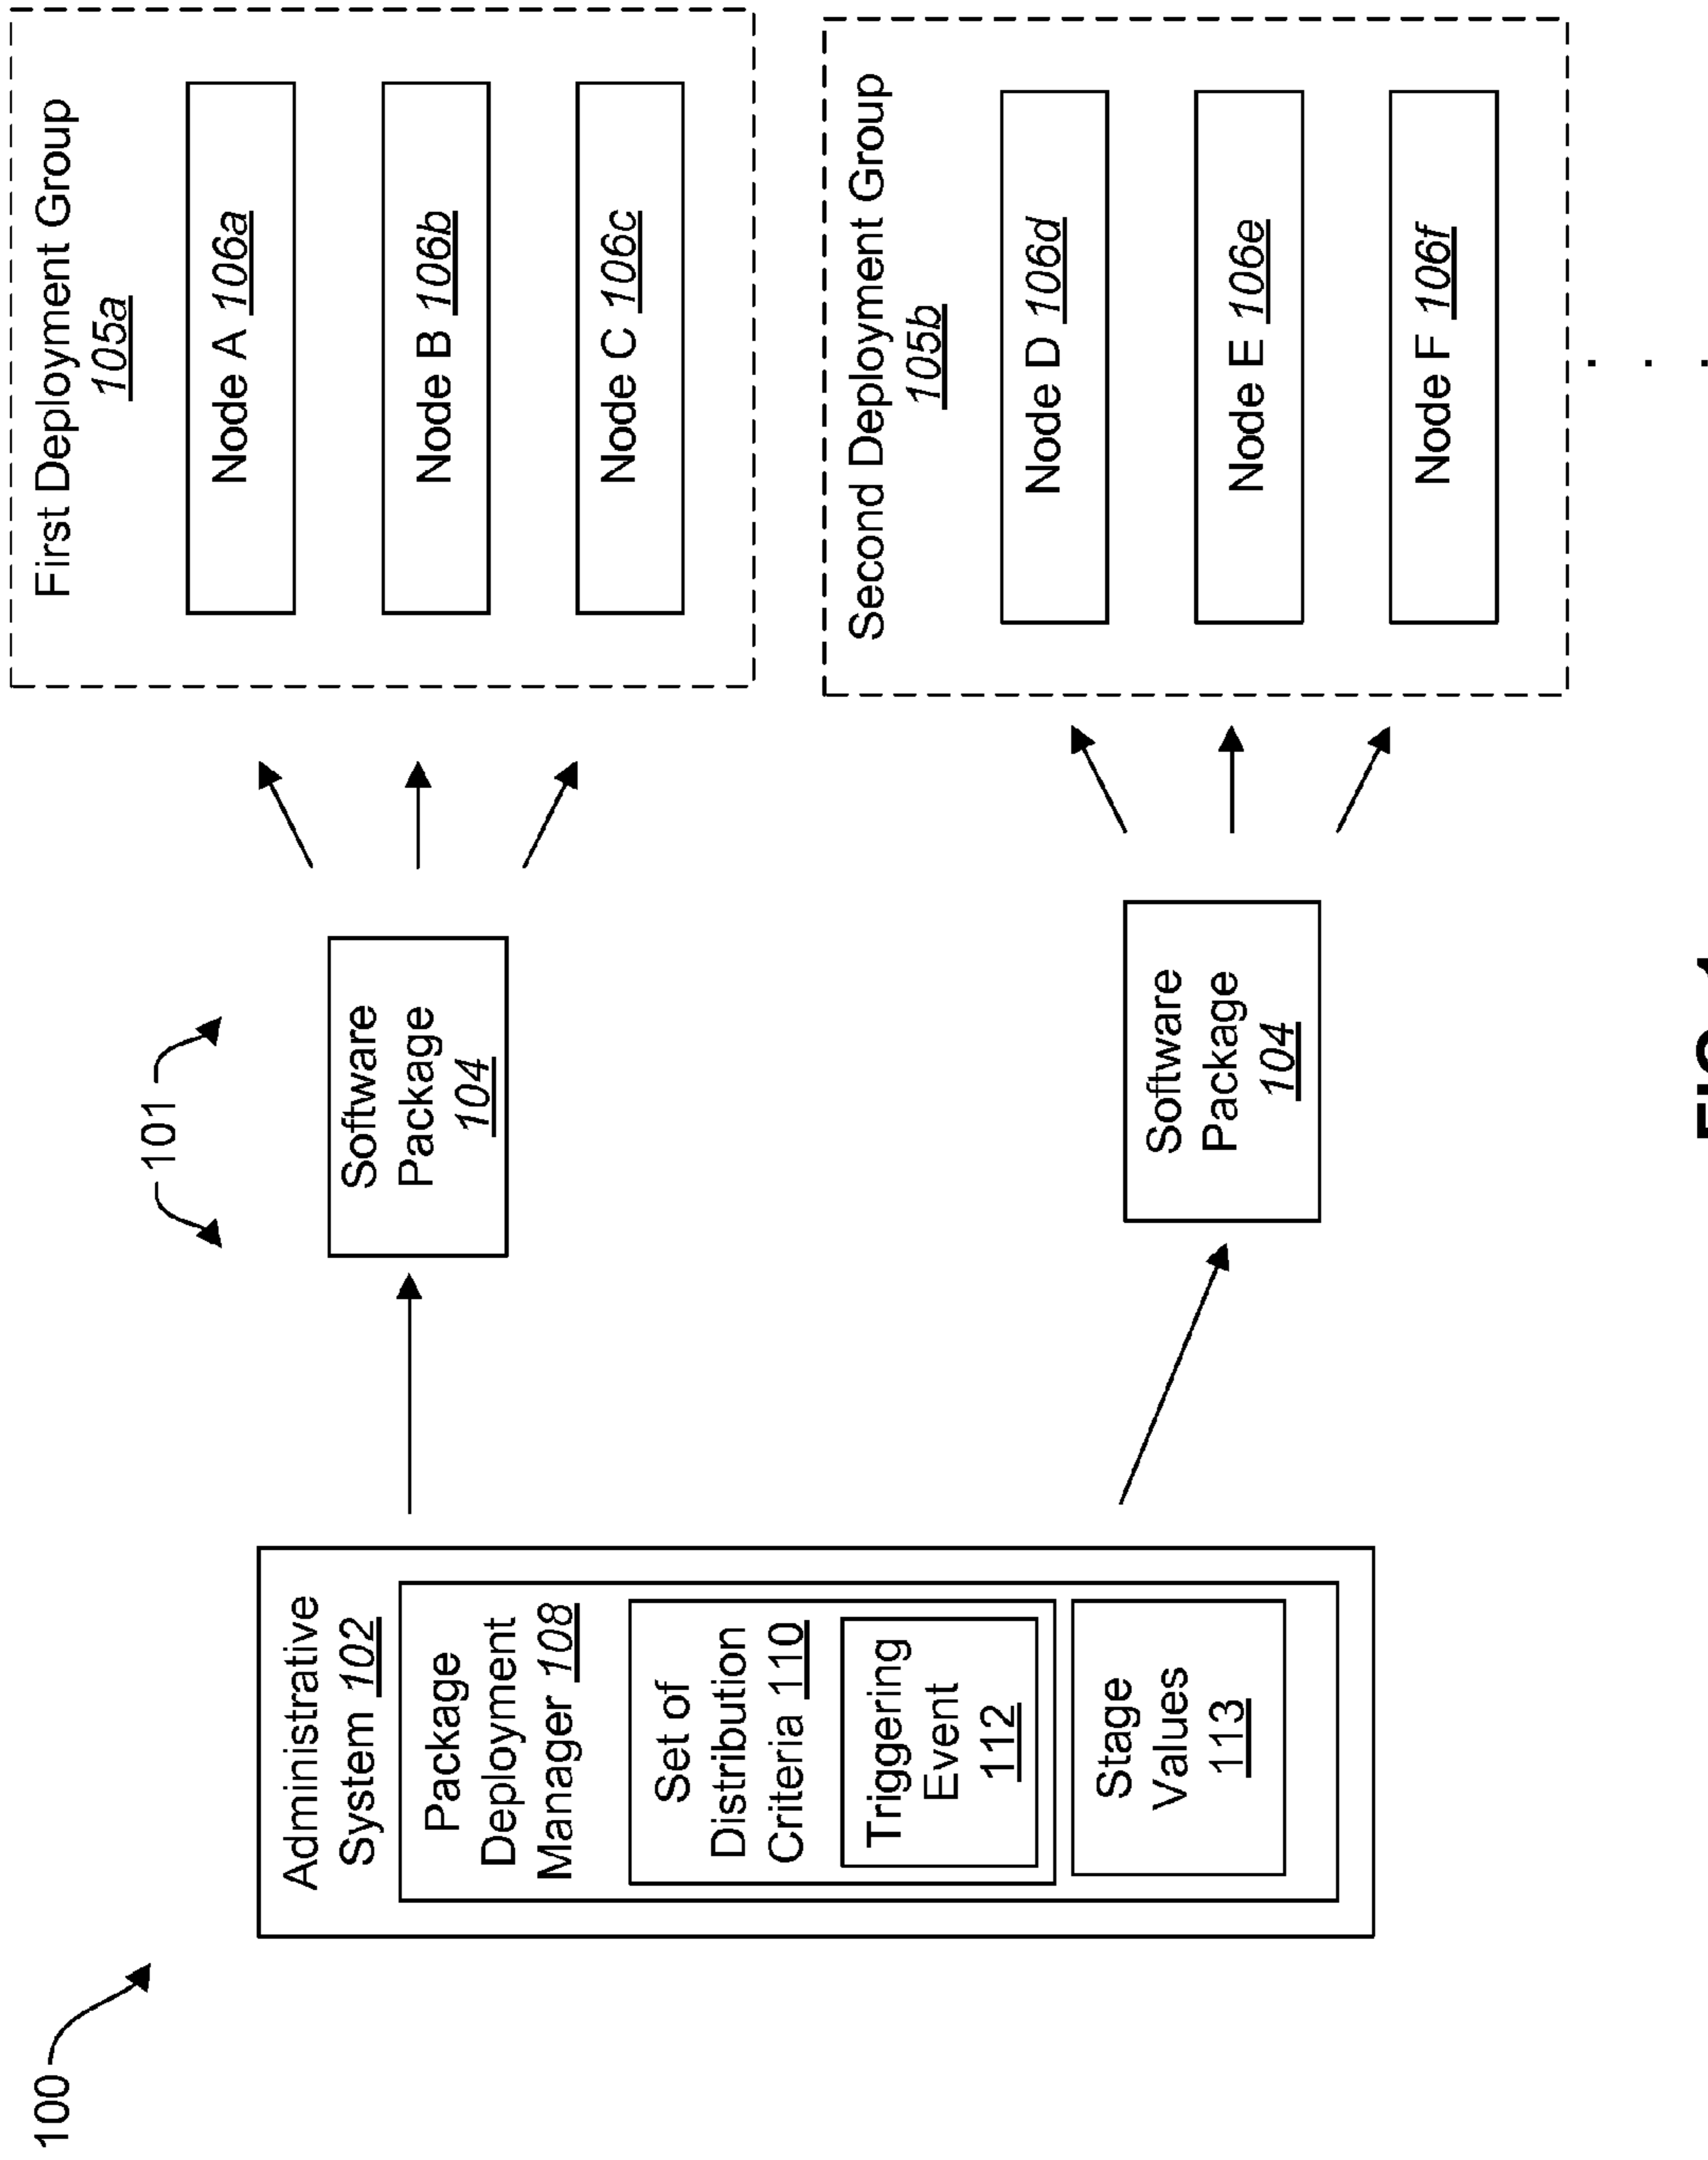 100
101
Administrative
System 102
Package
Deployment
Manager 108
Set of
Distribution
Criteria 110
Triggering
Event
112
Stage
Values
113
Software
Package
104
Software
Package
104
First Deployment Group
105a
Node A 106a
Node B 106b
Node C 106c
Second Deployment Group
105b
Node D 106d
Node E 106e
Node F 106f
. . .